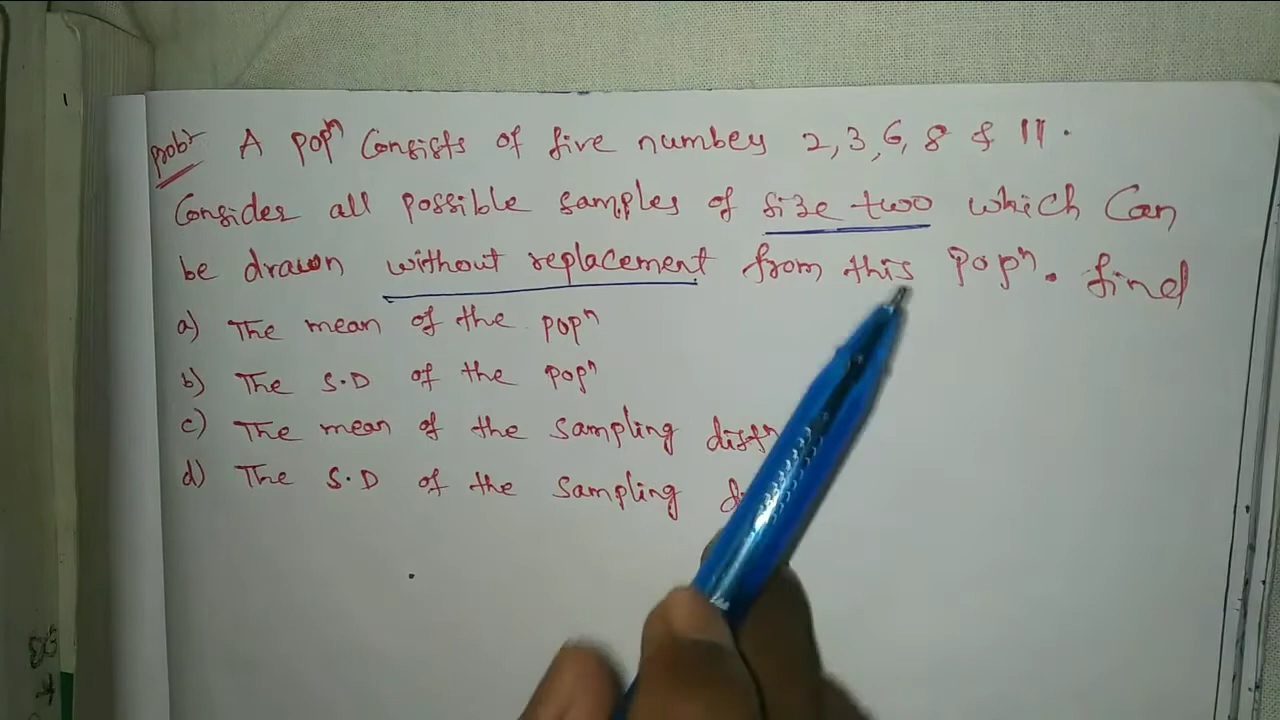 prob:-
A popⁿ Consists of five numbers 2, 3, 6, 8 & 11.
Consider all possible samples of size two which Can
be drawn without replacement from this popⁿ. find
a) The mean of the popⁿ
b) The S.D of the popⁿ
c) The mean of the sampling distⁿ
d) The S.D of the sampling